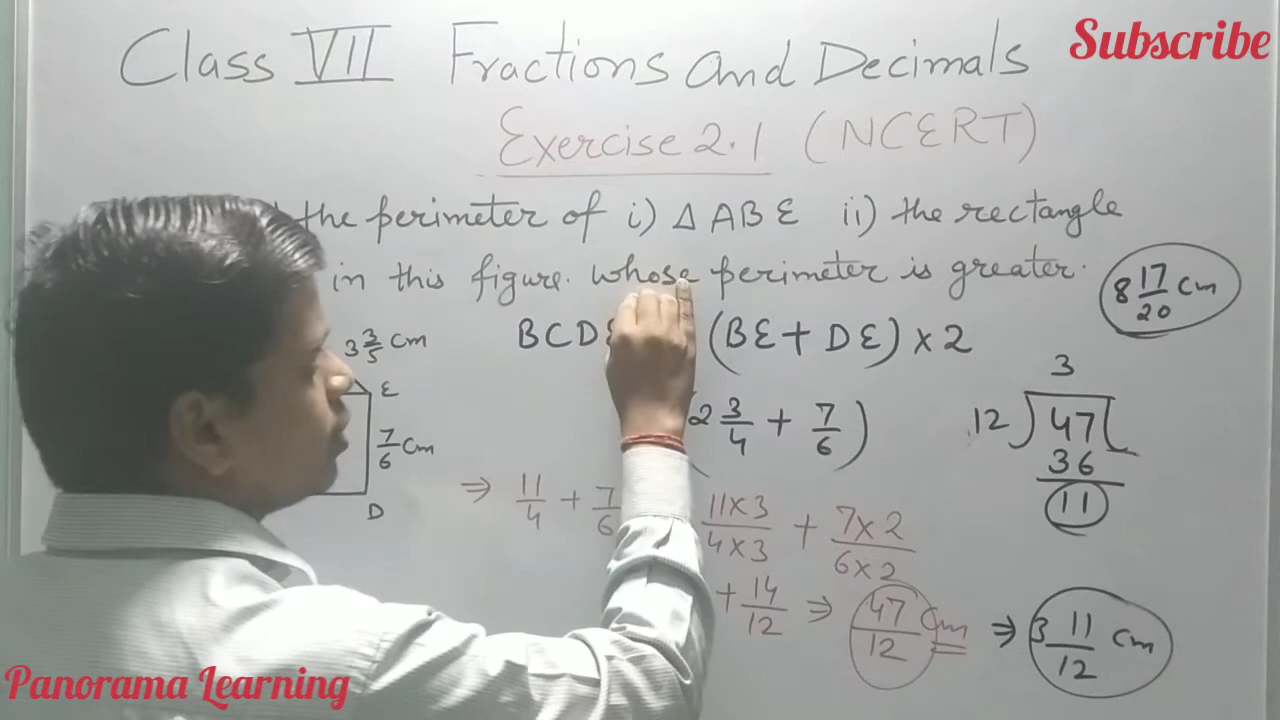 Subscribe
Class VII Fractions and Decimals
Exercise 2.1 (NCERT)
the perimeter of i) Δ ABE ii) the rectangle
in this figure. whose perimeter is greater.
8 17/20 cm
3 3/5 cm
BCD (BE + DE) × 2
E
7/6 cm
D
2 3/4 + 7/6 )
3
12 ) 47 (
36
11
⇒ 11/4 + 7/6 11×3/4×3 + 7×2/6×2
+ 14/12 ⇒ 47/12 cm ⇒ 3 11/12 cm
Panorama Learning